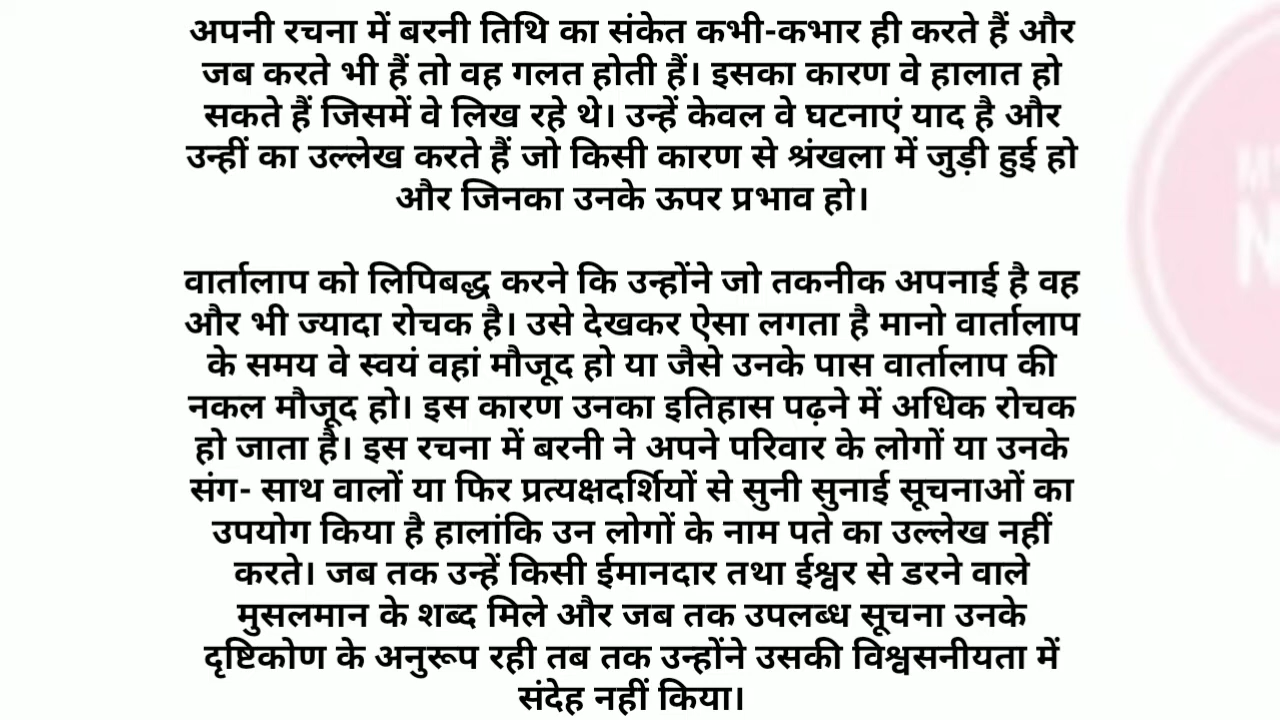 अपनी रचना में बरनी तिथि का संकेत कभी-कभार ही करते हैं और
जब करते भी हैं तो वह गलत होती हैं। इसका कारण वे हालात हो
सकते हैं जिसमें वे लिख रहे थे। उन्हें केवल वे घटनाएं याद है और
उन्हीं का उल्लेख करते हैं जो किसी कारण से श्रंखला में जुड़ी हुई हो
और जिनका उनके ऊपर प्रभाव हो।
वार्तालाप को लिपिबद्ध करने कि उन्होंने जो तकनीक अपनाई है वह
और भी ज्यादा रोचक है। उसे देखकर ऐसा लगता है मानो वार्तालाप
के समय वे स्वयं वहां मौजूद हो या जैसे उनके पास वार्तालाप की
नकल मौजूद हो। इस कारण उनका इतिहास पढ़ने में अधिक रोचक
हो जाता है। इस रचना में बरनी ने अपने परिवार के लोगों या उनके
संग- साथ वालों या फिर प्रत्यक्षदर्शियों से सुनी सुनाई सूचनाओं का
उपयोग किया है हालांकि उन लोगों के नाम पते का उल्लेख नहीं
करते। जब तक उन्हें किसी ईमानदार तथा ईश्वर से डरने वाले
मुसलमान के शब्द मिले और जब तक उपलब्ध सूचना उनके
दृष्टिकोण के अनुरूप रही तब तक उन्होंने उसकी विश्वसनीयता में
संदेह नहीं किया।